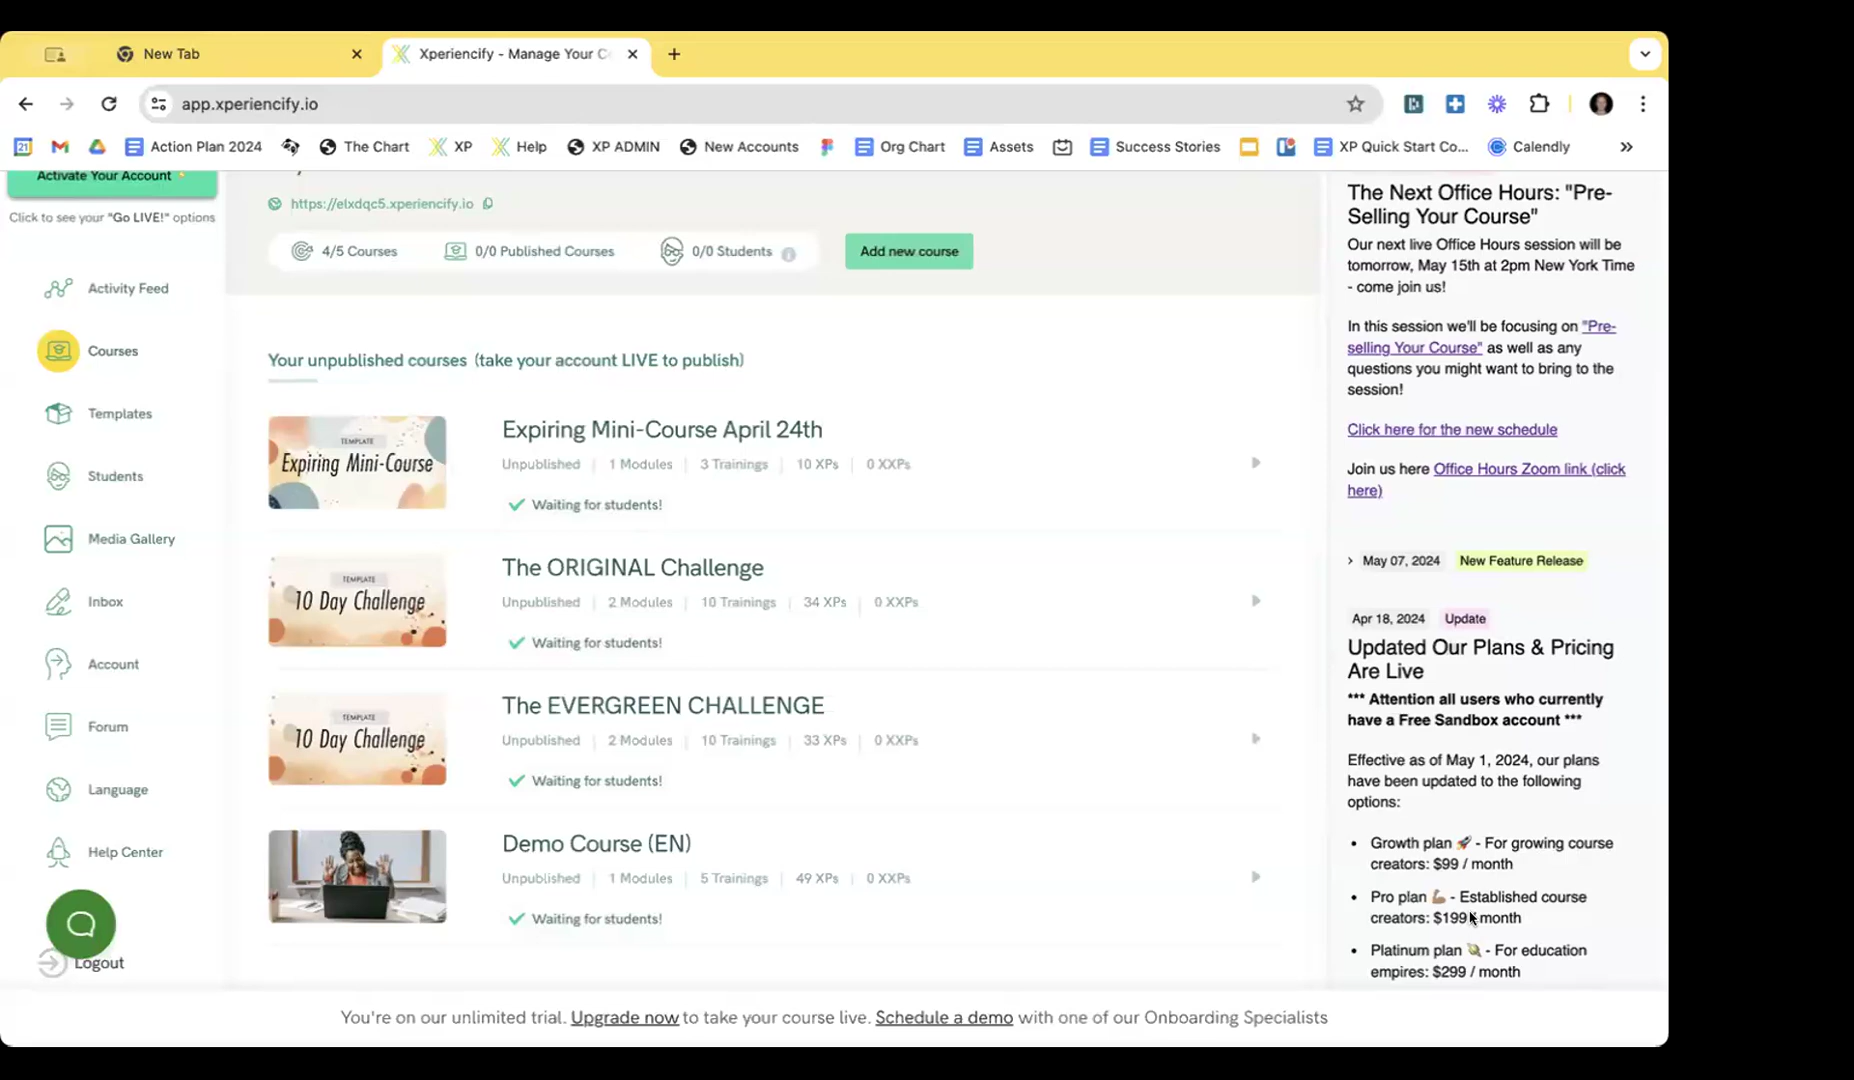 New Tab
Xperiencify - Manage Your C
app.xperiencify.io
Action Plan 2024
The Chart
XP
Help
XP ADMIN
New Accounts
Org Chart
Assets
Success Stories
XP Quick Start Co...
Calendly
Activate Your Account
Click to see your "Go LIVE!" options
Activity Feed
Courses
Templates
Students
Media Gallery
Inbox
Account
Forum
Language
Help Center
Logout
https://elxdqc5.xperiencify.io
4/5 Courses
0/0 Published Courses
0/0 Students
Add new course
Your unpublished courses (take your account LIVE to publish)
TEMPLATE
Expiring Mini-Course
Expiring Mini-Course April 24th
Unpublished | 1 Modules | 3 Trainings | 10 XPs | 0 XXPs
Waiting for students!
TEMPLATE
10 Day Challenge
The ORIGINAL Challenge
Unpublished | 2 Modules | 10 Trainings | 34 XPs | 0 XXPs
Waiting for students!
TEMPLATE
10 Day Challenge
The EVERGREEN CHALLENGE
Unpublished | 2 Modules | 10 Trainings | 33 XPs | 0 XXPs
Waiting for students!
Demo Course (EN)
Unpublished | 1 Modules | 5 Trainings | 49 XPs | 0 XXPs
Waiting for students!
The Next Office Hours: "Pre-
Selling Your Course"
Our next live Office Hours session will be
tomorrow, May 15th at 2pm New York Time
- come join us!
In this session we'll be focusing on "Pre-
selling Your Course" as well as any
questions you might want to bring to the
session!
Click here for the new schedule
Join us here Office Hours Zoom link (click
here)
May 07, 2024 New Feature Release
Apr 18, 2024 Update
Updated Our Plans & Pricing
Are Live
*** Attention all users who currently
have a Free Sandbox account ***
Effective as of May 1, 2024, our plans
have been updated to the following
options:
• Growth plan 🚀 - For growing course
creators: $99 / month
• Pro plan 💪🏽 - Established course
creators: $199 / month
• Platinum plan - For education
empires: $299 / month
You're on our unlimited trial. Upgrade now to take your course live. Schedule a demo with one of our Onboarding Specialists